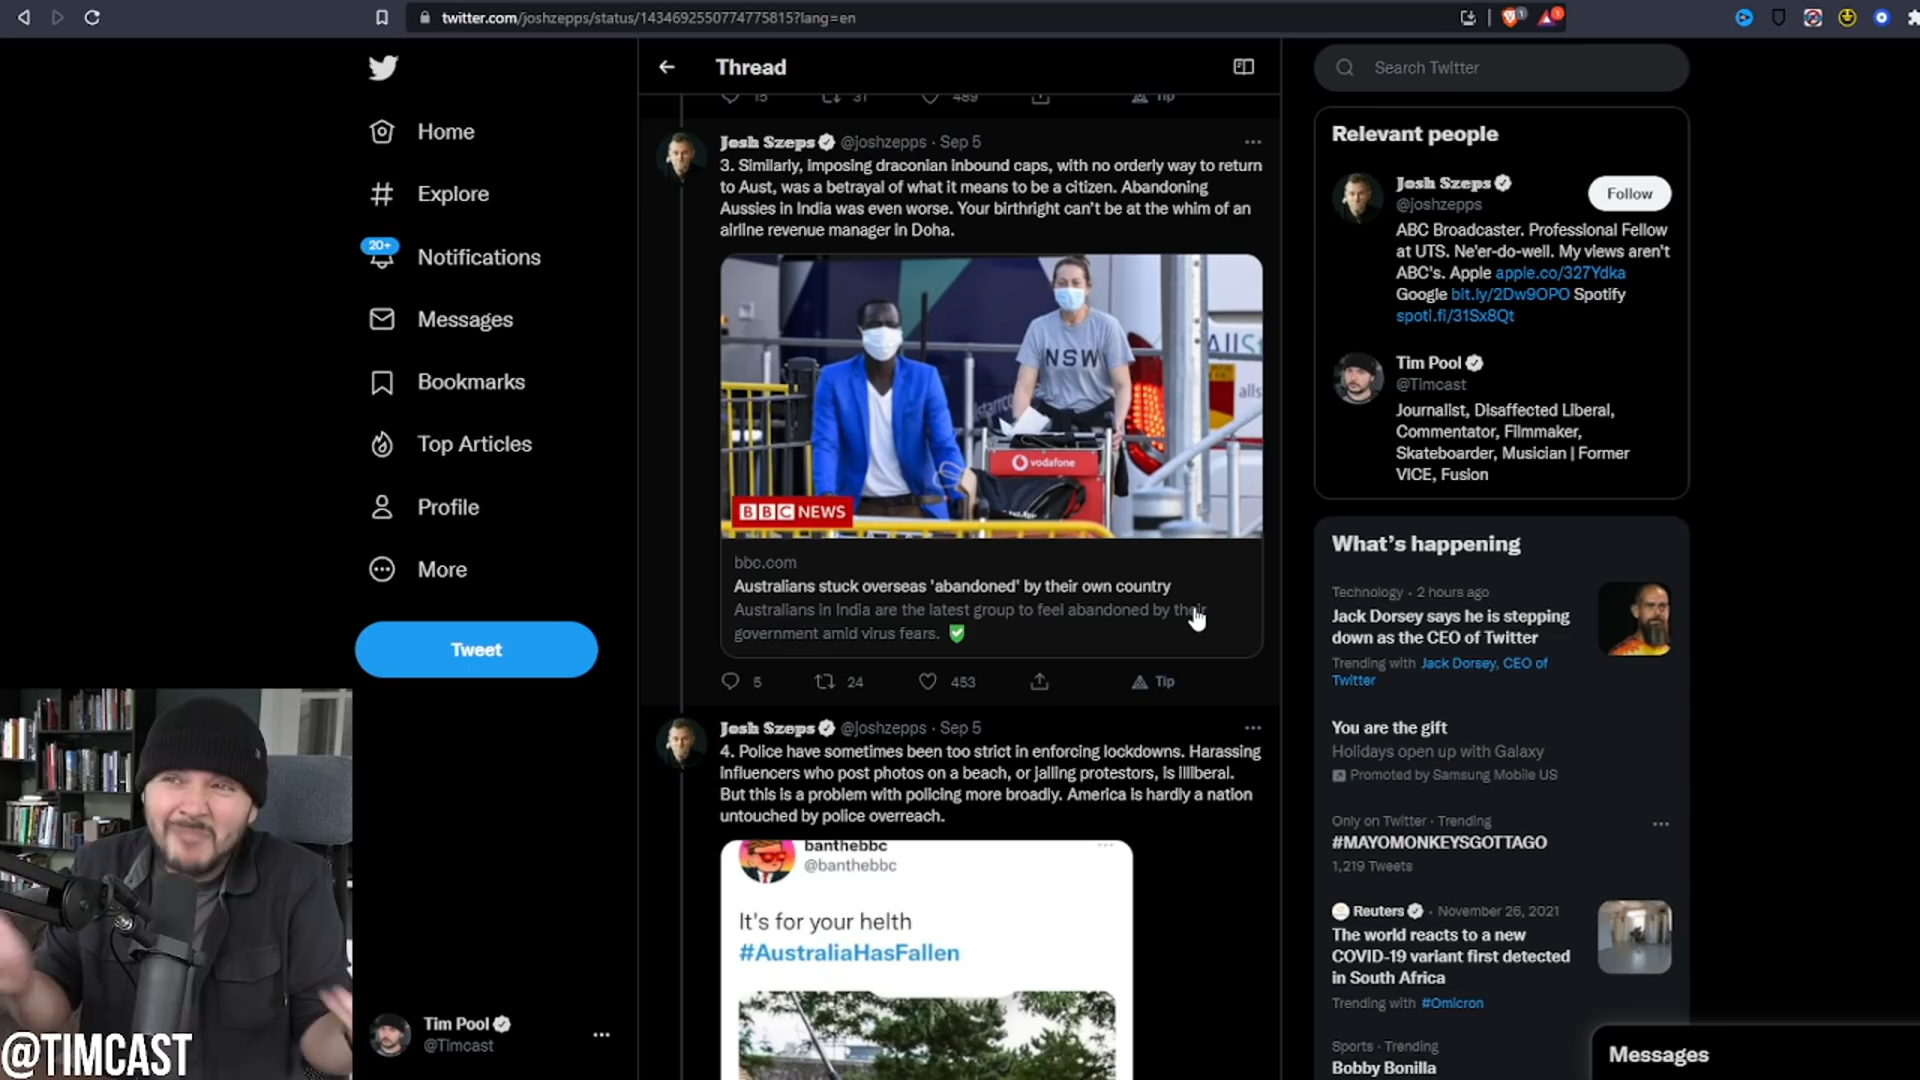 twitter.com/joshzepps/status/1434692550774775815?lang=en
Home
Explore
20+
Notifications
Messages
Bookmarks
Top Articles
Profile
More
Tweet
Tim Pool
@Timcast
@TIMCAST
Thread
15
31
489
Tip
Josh Szeps @joshzepps · Sep 5
3. Similarly, imposing draconian inbound caps, with no orderly way to return
to Aust, was a betrayal of what it means to be a citizen. Abandoning
Aussies in India was even worse. Your birthright can't be at the whim of an
airline revenue manager in Doha.
NSW
vodafone
BBC NEWS
bbc.com
Australians stuck overseas 'abandoned' by their own country
Australians in India are the latest group to feel abandoned by their
government amid virus fears.
5
24
453
Tip
Josh Szeps @joshzepps · Sep 5
4. Police have sometimes been too strict in enforcing lockdowns. Harassing
influencers who post photos on a beach, or jailing protestors, is illiberal.
But this is a problem with policing more broadly. America is hardly a nation
untouched by police overreach.
banthebbc
@banthebbc
It's for your helth
#AustraliaHasFallen
Search Twitter
Relevant people
Josh Szeps
@joshzepps
Follow
ABC Broadcaster. Professional Fellow
at UTS. Ne'er-do-well. My views aren't
ABC's. Apple apple.co/327Ydka
Google bit.ly/2Dw9OPO Spotify
spoti.fi/31Sx8Qt
Tim Pool
@Timcast
Journalist, Disaffected Liberal,
Commentator, Filmmaker,
Skateboarder, Musician | Former
VICE, Fusion
What's happening
Technology · 2 hours ago
Jack Dorsey says he is stepping
down as the CEO of Twitter
Trending with Jack Dorsey, CEO of
Twitter
You are the gift
Holidays open up with Galaxy
Promoted by Samsung Mobile US
Only on Twitter · Trending
#MAYOMONKEYSGOTTAGO
1,219 Tweets
Reuters · November 26, 2021
The world reacts to a new
COVID-19 variant first detected
in South Africa
Trending with #Omicron
Sports · Trending
Bobby Bonilla
Messages